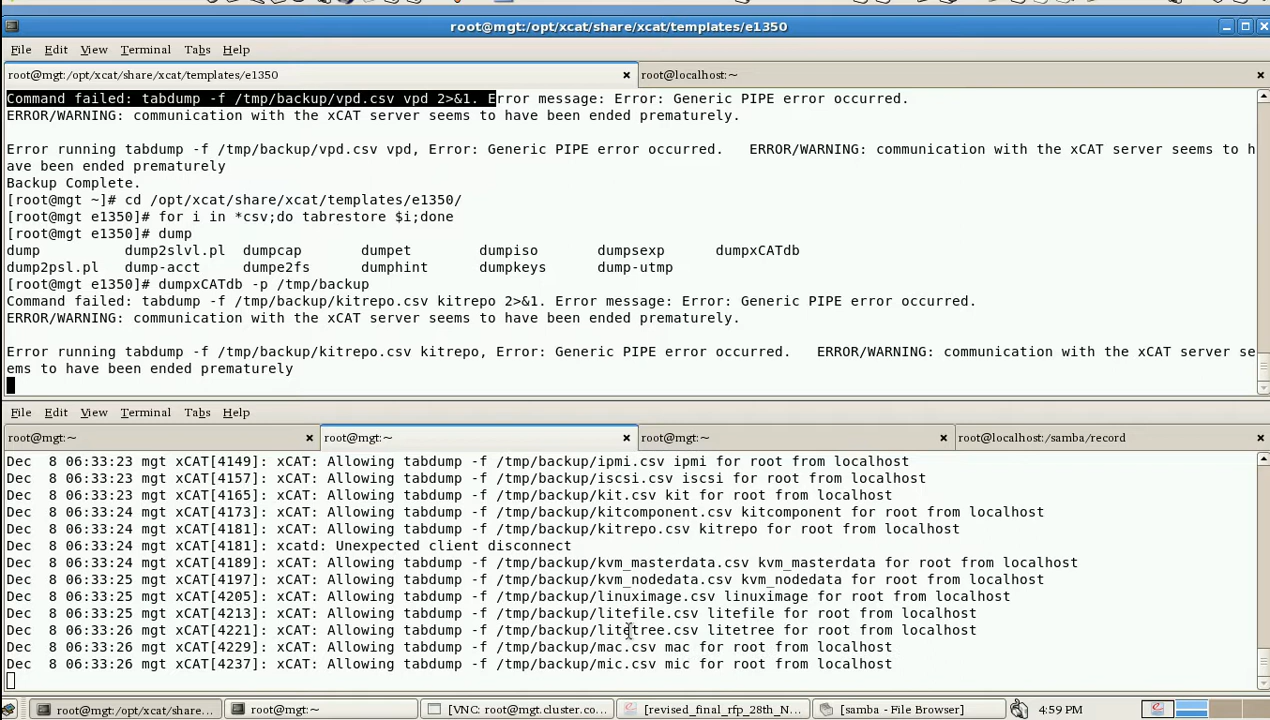 root@mgt:/opt/xcat/share/xcat/templates/e1350
File Edit View Terminal Tabs Help
root@mgt:/opt/xcat/share/xcat/templates/e1350 root@localhost:~
Command failed: tabdump -f /tmp/backup/vpd.csv vpd 2>&1. Error message: Error: Generic PIPE error occurred.
ERROR/WARNING: communication with the xCAT server seems to have been ended prematurely.
Error running tabdump -f /tmp/backup/vpd.csv vpd, Error: Generic PIPE error occurred.   ERROR/WARNING: communication with the xCAT server seems to h
ave been ended prematurely
Backup Complete.
[root@mgt ~]# cd /opt/xcat/share/xcat/templates/e1350/
[root@mgt e1350]# for i in *csv;do tabrestore $i;done
[root@mgt e1350]# dump
dump dump2slvl.pl dumpcap dumpet dumpiso dumpsexp dumpxCATdb
dump2psl.pl dump-acct dumpe2fs dumphint dumpkeys dump-utmp
[root@mgt e1350]# dumpxCATdb -p /tmp/backup
Command failed: tabdump -f /tmp/backup/kitrepo.csv kitrepo 2>&1. Error message: Error: Generic PIPE error occurred.
ERROR/WARNING: communication with the xCAT server seems to have been ended prematurely.
Error running tabdump -f /tmp/backup/kitrepo.csv kitrepo, Error: Generic PIPE error occurred.   ERROR/WARNING: communication with the xCAT server se
ems to have been ended prematurely
File Edit View Terminal Tabs Help
root@mgt:~ root@mgt:~ root@mgt:~ root@localhost:/samba/record
Dec  8 06:33:23 mgt xCAT[4149]: xCAT: Allowing tabdump -f /tmp/backup/ipmi.csv ipmi for root from localhost
Dec  8 06:33:23 mgt xCAT[4157]: xCAT: Allowing tabdump -f /tmp/backup/iscsi.csv iscsi for root from localhost
Dec  8 06:33:23 mgt xCAT[4165]: xCAT: Allowing tabdump -f /tmp/backup/kit.csv kit for root from localhost
Dec  8 06:33:24 mgt xCAT[4173]: xCAT: Allowing tabdump -f /tmp/backup/kitcomponent.csv kitcomponent for root from localhost
Dec  8 06:33:24 mgt xCAT[4181]: xCAT: Allowing tabdump -f /tmp/backup/kitrepo.csv kitrepo for root from localhost
Dec  8 06:33:24 mgt xCAT[4181]: xcatd: Unexpected client disconnect
Dec  8 06:33:24 mgt xCAT[4189]: xCAT: Allowing tabdump -f /tmp/backup/kvm_masterdata.csv kvm_masterdata for root from localhost
Dec  8 06:33:25 mgt xCAT[4197]: xCAT: Allowing tabdump -f /tmp/backup/kvm_nodedata.csv kvm_nodedata for root from localhost
Dec  8 06:33:25 mgt xCAT[4205]: xCAT: Allowing tabdump -f /tmp/backup/linuximage.csv linuximage for root from localhost
Dec  8 06:33:25 mgt xCAT[4213]: xCAT: Allowing tabdump -f /tmp/backup/litefile.csv litefile for root from localhost
Dec  8 06:33:26 mgt xCAT[4221]: xCAT: Allowing tabdump -f /tmp/backup/litetree.csv litetree for root from localhost
Dec  8 06:33:26 mgt xCAT[4229]: xCAT: Allowing tabdump -f /tmp/backup/mac.csv mac for root from localhost
Dec  8 06:33:26 mgt xCAT[4237]: xCAT: Allowing tabdump -f /tmp/backup/mic.csv mic for root from localhost
root@mgt:/opt/xcat/share... root@mgt:~ [VNC: root@mgt.cluster.co... [revised_final_rfp_28th_N... [samba - File Browser] 4:59 PM